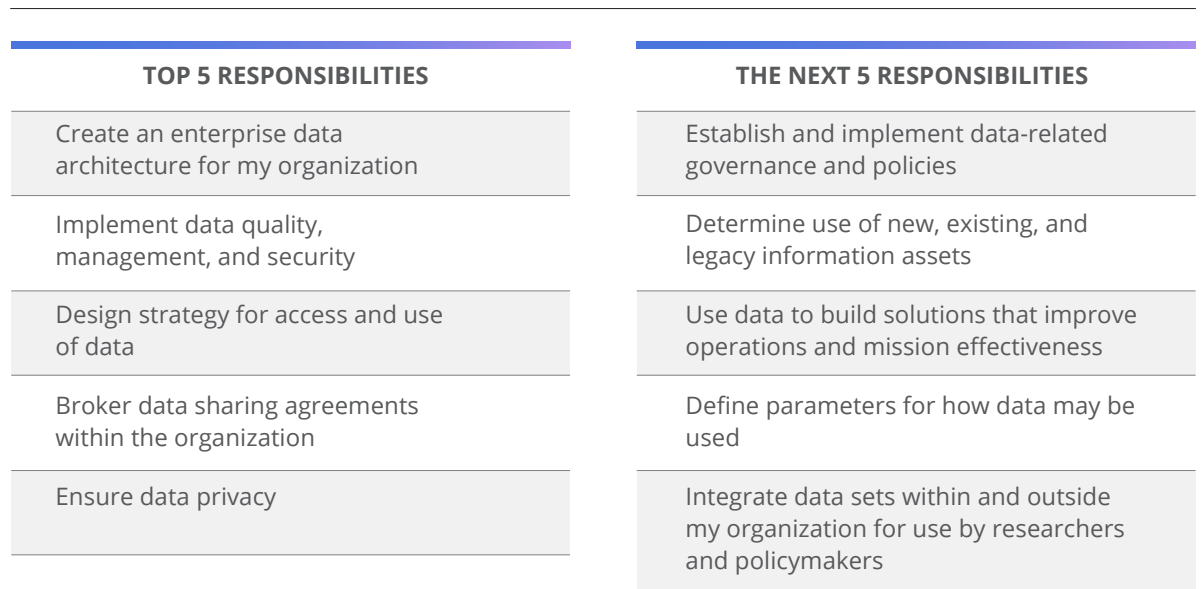 TOP 5 RESPONSIBILITIES
Create an enterprise data
architecture for my organization
Implement data quality,
management, and security
Design strategy for access and use
of data
Broker data sharing agreements
within the organization
Ensure data privacy
THE NEXT 5 RESPONSIBILITIES
Establish and implement data-related
governance and policies
Determine use of new, existing, and
legacy information assets
Use data to build solutions that improve
operations and mission effectiveness
Define parameters for how data may be
used
Integrate data sets within and outside
my organization for use by researchers
and policymakers